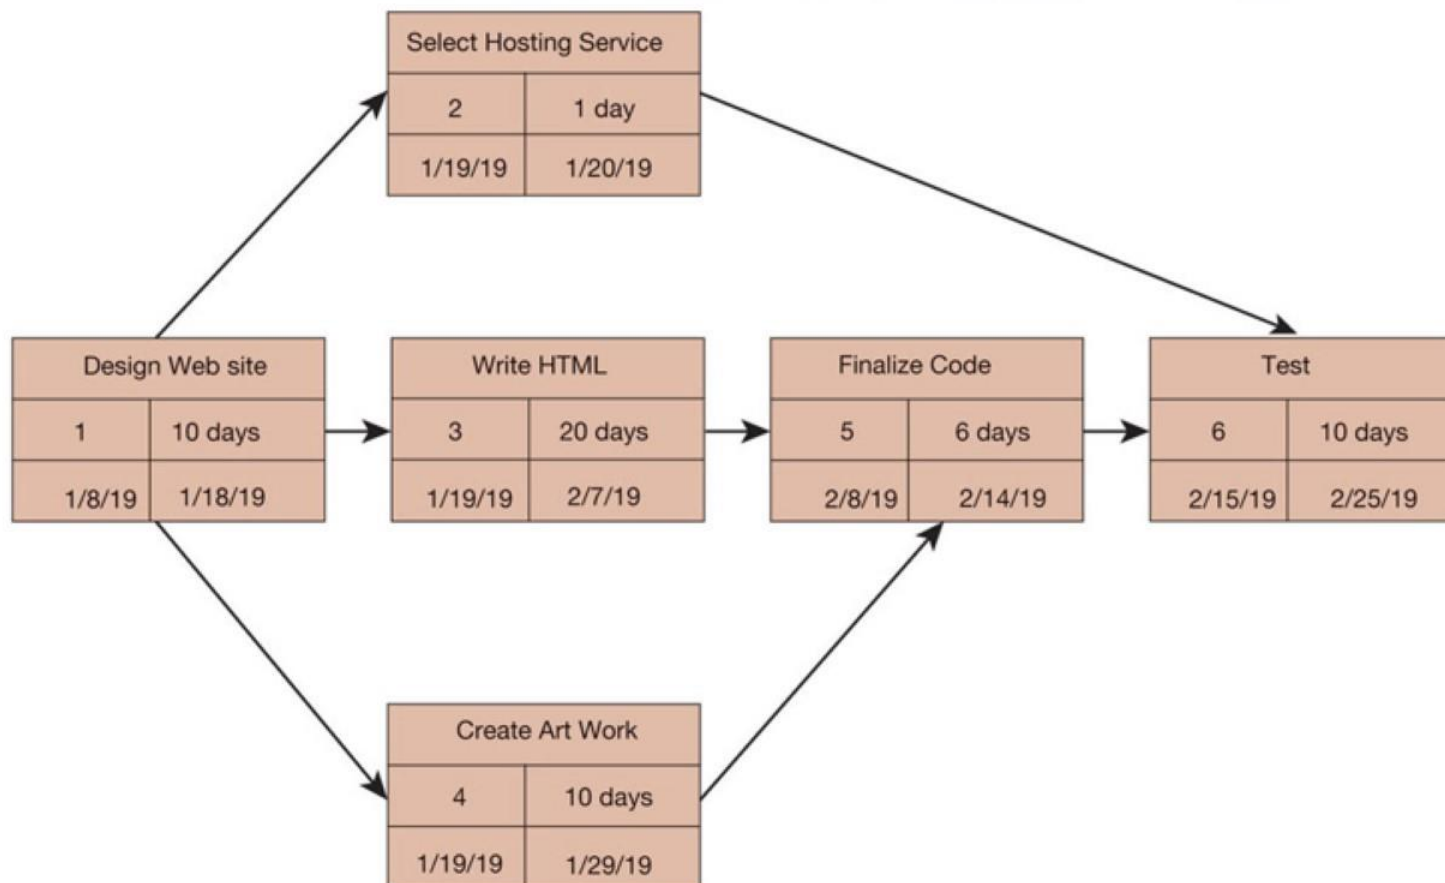 Select Hosting Service
2 1 day
1/19/19 1/20/19
Design Web site
1 10 days
1/8/19 1/18/19
Write HTML
3 20 days
1/19/19 2/7/19
Finalize Code
5 6 days
2/8/19 2/14/19
Test
6 10 days
2/15/19 2/25/19
Create Art Work
4 10 days
1/19/19 1/29/19